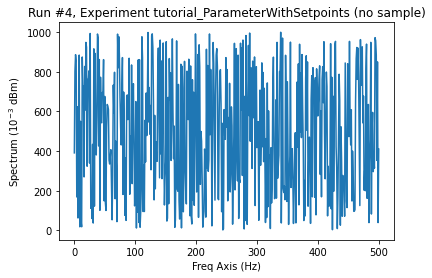 Run #4, Experiment tutorial_ParameterWithSetpoints (no sample)
1000
800
600
400
200
0
Spectrum (10⁻³ dBm)
0 100 200 300 400 500
Freq Axis (Hz)